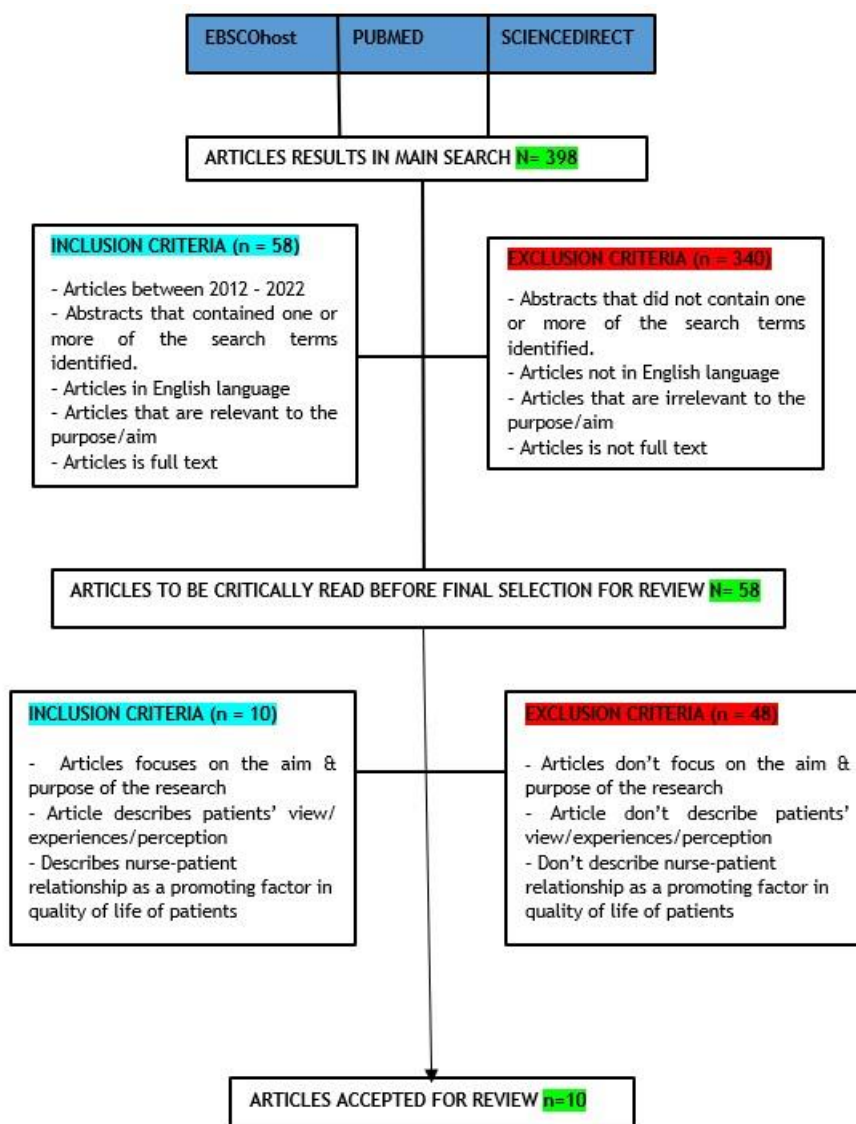 EBSCOhost PUBMED SCIENCEDIRECT
ARTICLES RESULTS IN MAIN SEARCH N= 398
INCLUSION CRITERIA (n = 58)
- Articles between 2012 - 2022
- Abstracts that contained one or
more of the search terms
identified.
- Articles in English language
- Articles that are relevant to the
purpose/aim
- Articles is full text
EXCLUSION CRITERIA (n = 340)
- Abstracts that did not contain one
or more of the search terms
identified.
- Articles not in English language
- Articles that are irrelevant to the
purpose/aim
- Articles is not full text
ARTICLES TO BE CRITICALLY READ BEFORE FINAL SELECTION FOR REVIEW N= 58
INCLUSION CRITERIA (n = 10)
- Articles focuses on the aim &
purpose of the research
- Article describes patients’ view/
experiences/perception
- Describes nurse-patient
relationship as a promoting factor in
quality of life of patients
EXCLUSION CRITERIA (n = 48)
- Articles don’t focus on the aim &
purpose of the research
- Article don’t describe patients’
view/experiences/perception
- Don’t describe nurse-patient
relationship as a promoting factor in
quality of life of patients
ARTICLES ACCEPTED FOR REVIEW n=10